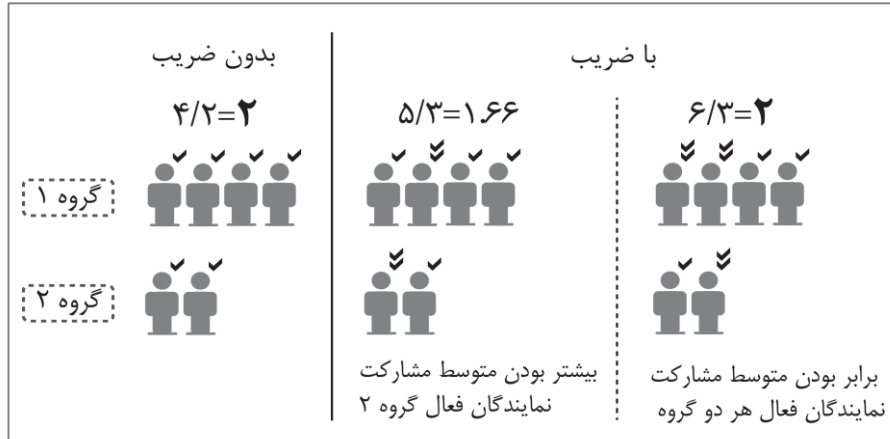 با ضریب
بدون ضریب
۶/۳=۲
۵/۳=۱.۶۶
۴/۲=۲
گروه ۱
گروه ۲
برابر بودن متوسط مشارکت
نمایندگان فعال هر دو گروه
بیشتر بودن متوسط مشارکت
نمایندگان فعال گروه ۲